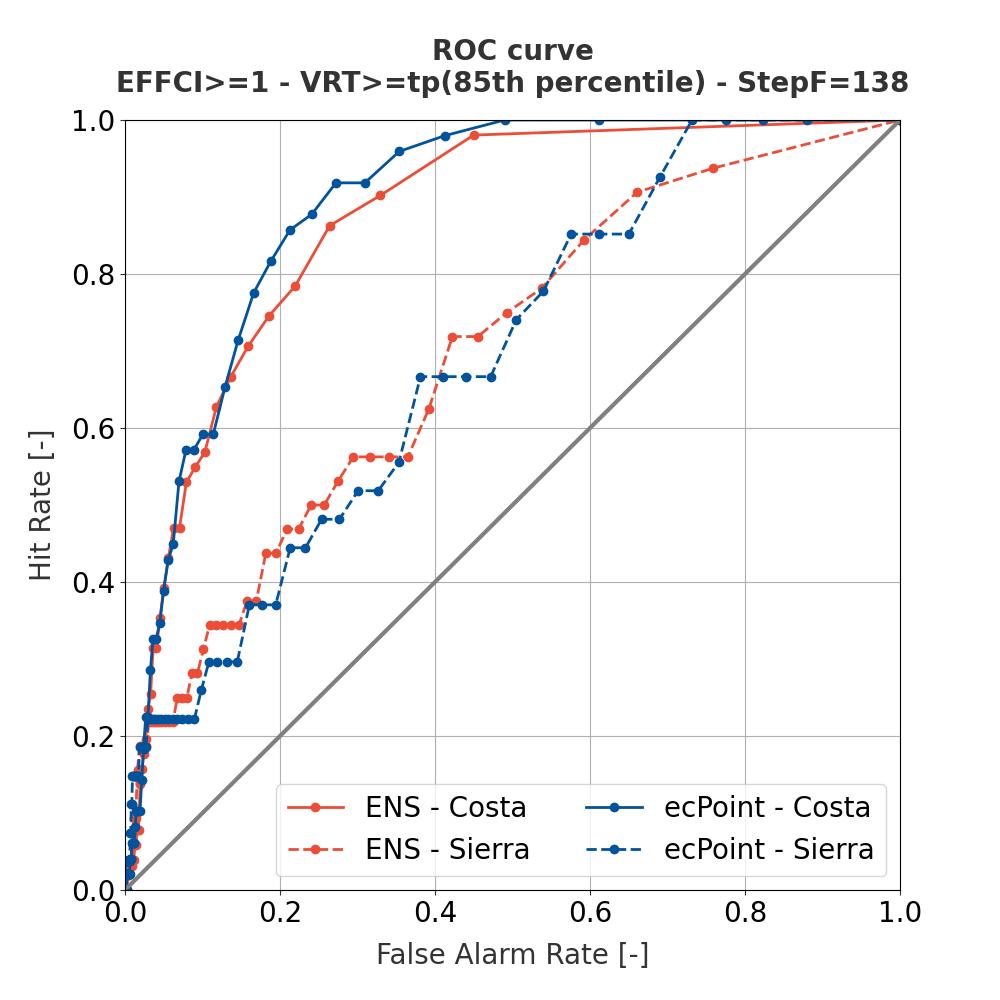 ROC curve
EFFCI>=1 - VRT>=tp(85th percentile) - StepF=138
1.0
0.8
0.6
0.4
0.2
0.0
Hit Rate [-]
ENS - Costa
ENS - Sierra
ecPoint - Costa
ecPoint - Sierra
0.0 0.2 0.4 0.6 0.8 1.0
False Alarm Rate [-]